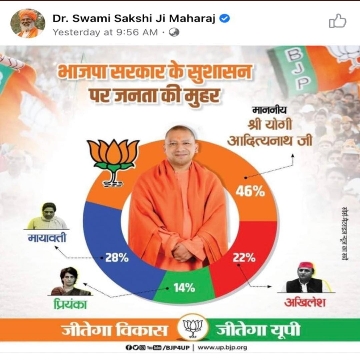 Dr. Swami Sakshi Ji Maharaj
Yesterday at 9:56 AM ·
भाजपा सरकार के सुशासन
पर जनता की मुहर
BJP
माननीय
श्री योगी
आदित्यनाथ जी
46%
मायावती
28%
22%
प्रियंका
14%
अखिलेश
जीतेगा विकास
जीतेगा यूपी
/BJP4UP | www.up.bjp.org